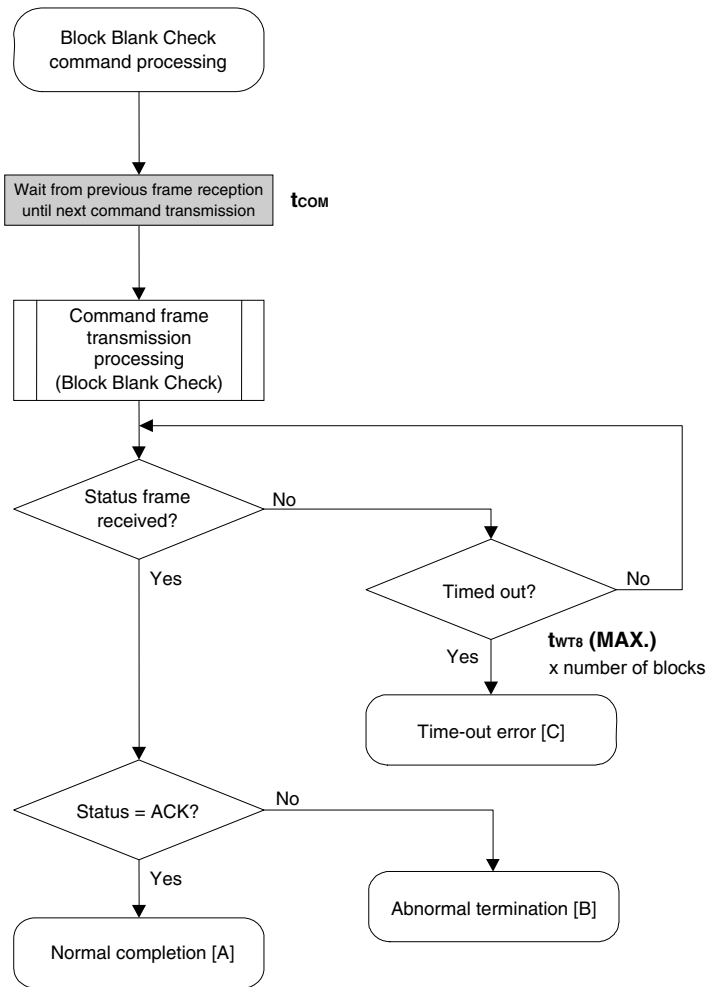 Block Blank Check
command processing
Wait from previous frame reception
until next command transmission
tCOM
Command frame
transmission
processing
(Block Blank Check)
Status frame
received?
No
Yes
Timed out?
No
tWT8 (MAX.)
x number of blocks
Yes
Time-out error [C]
Status = ACK?
No
Yes
Abnormal termination [B]
Normal completion [A]